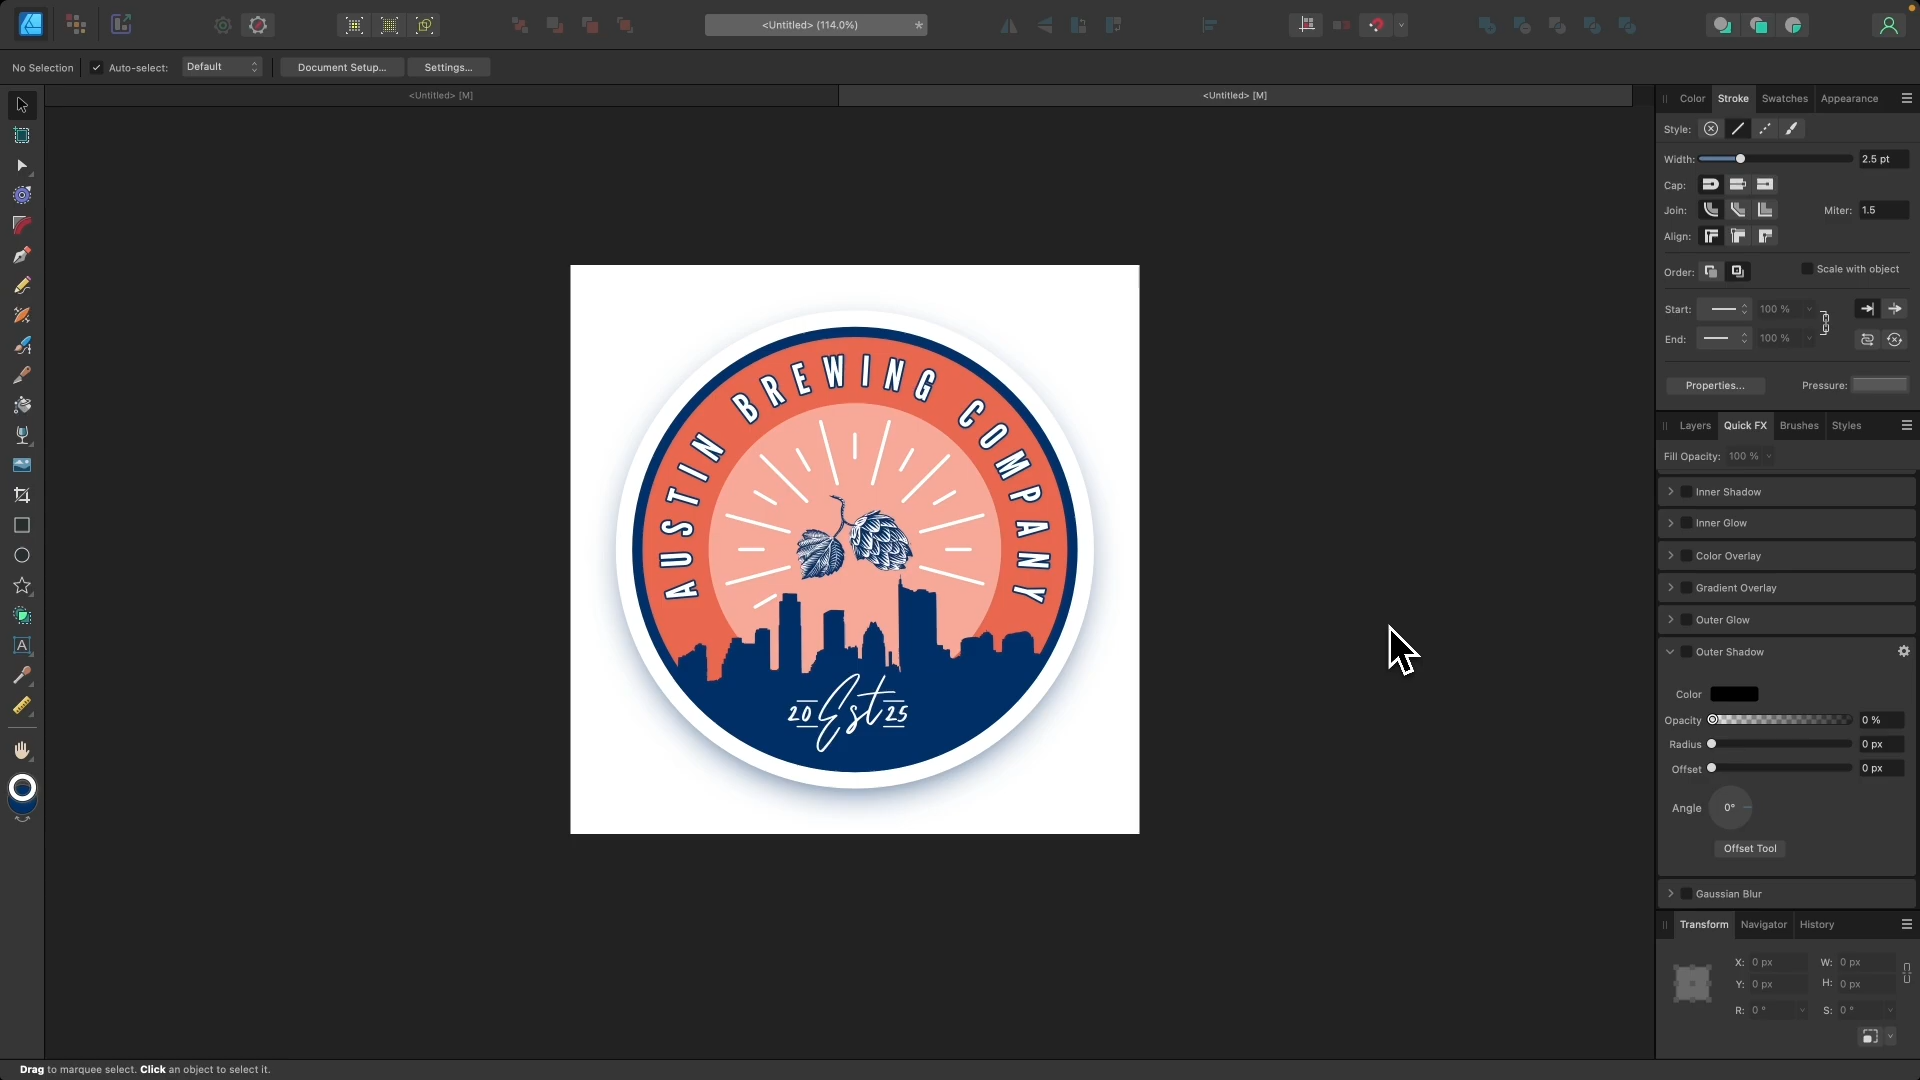 <Untitled> (114.0%)
*
No Selection
Auto-select:
Default
Document Setup...
Settings...
<Untitled> [M]
<Untitled> [M]
Color
Stroke
Swatches
Appearance
Style:
Width:
2.5 pt
Cap:
Join:
Miter:
1.5
Align:
Order:
Scale with object
Start:
100 %
End:
100 %
Properties...
Pressure:
Layers
Quick FX
Brushes
Styles
Fill Opacity:
100 %
Inner Shadow
Inner Glow
Color Overlay
Gradient Overlay
Outer Glow
Outer Shadow
Color
Opacity
0 %
Radius
0 px
Offset
0 px
Angle
0°
Offset Tool
Gaussian Blur
Transform
Navigator
History
X: 0 px
W: 0 px
Y: 0 px
H: 0 px
R: 0 °
S: 0 °
AUSTIN BREWING COMPANY
20 Est 25
A
Drag to marquee select. Click an object to select it.